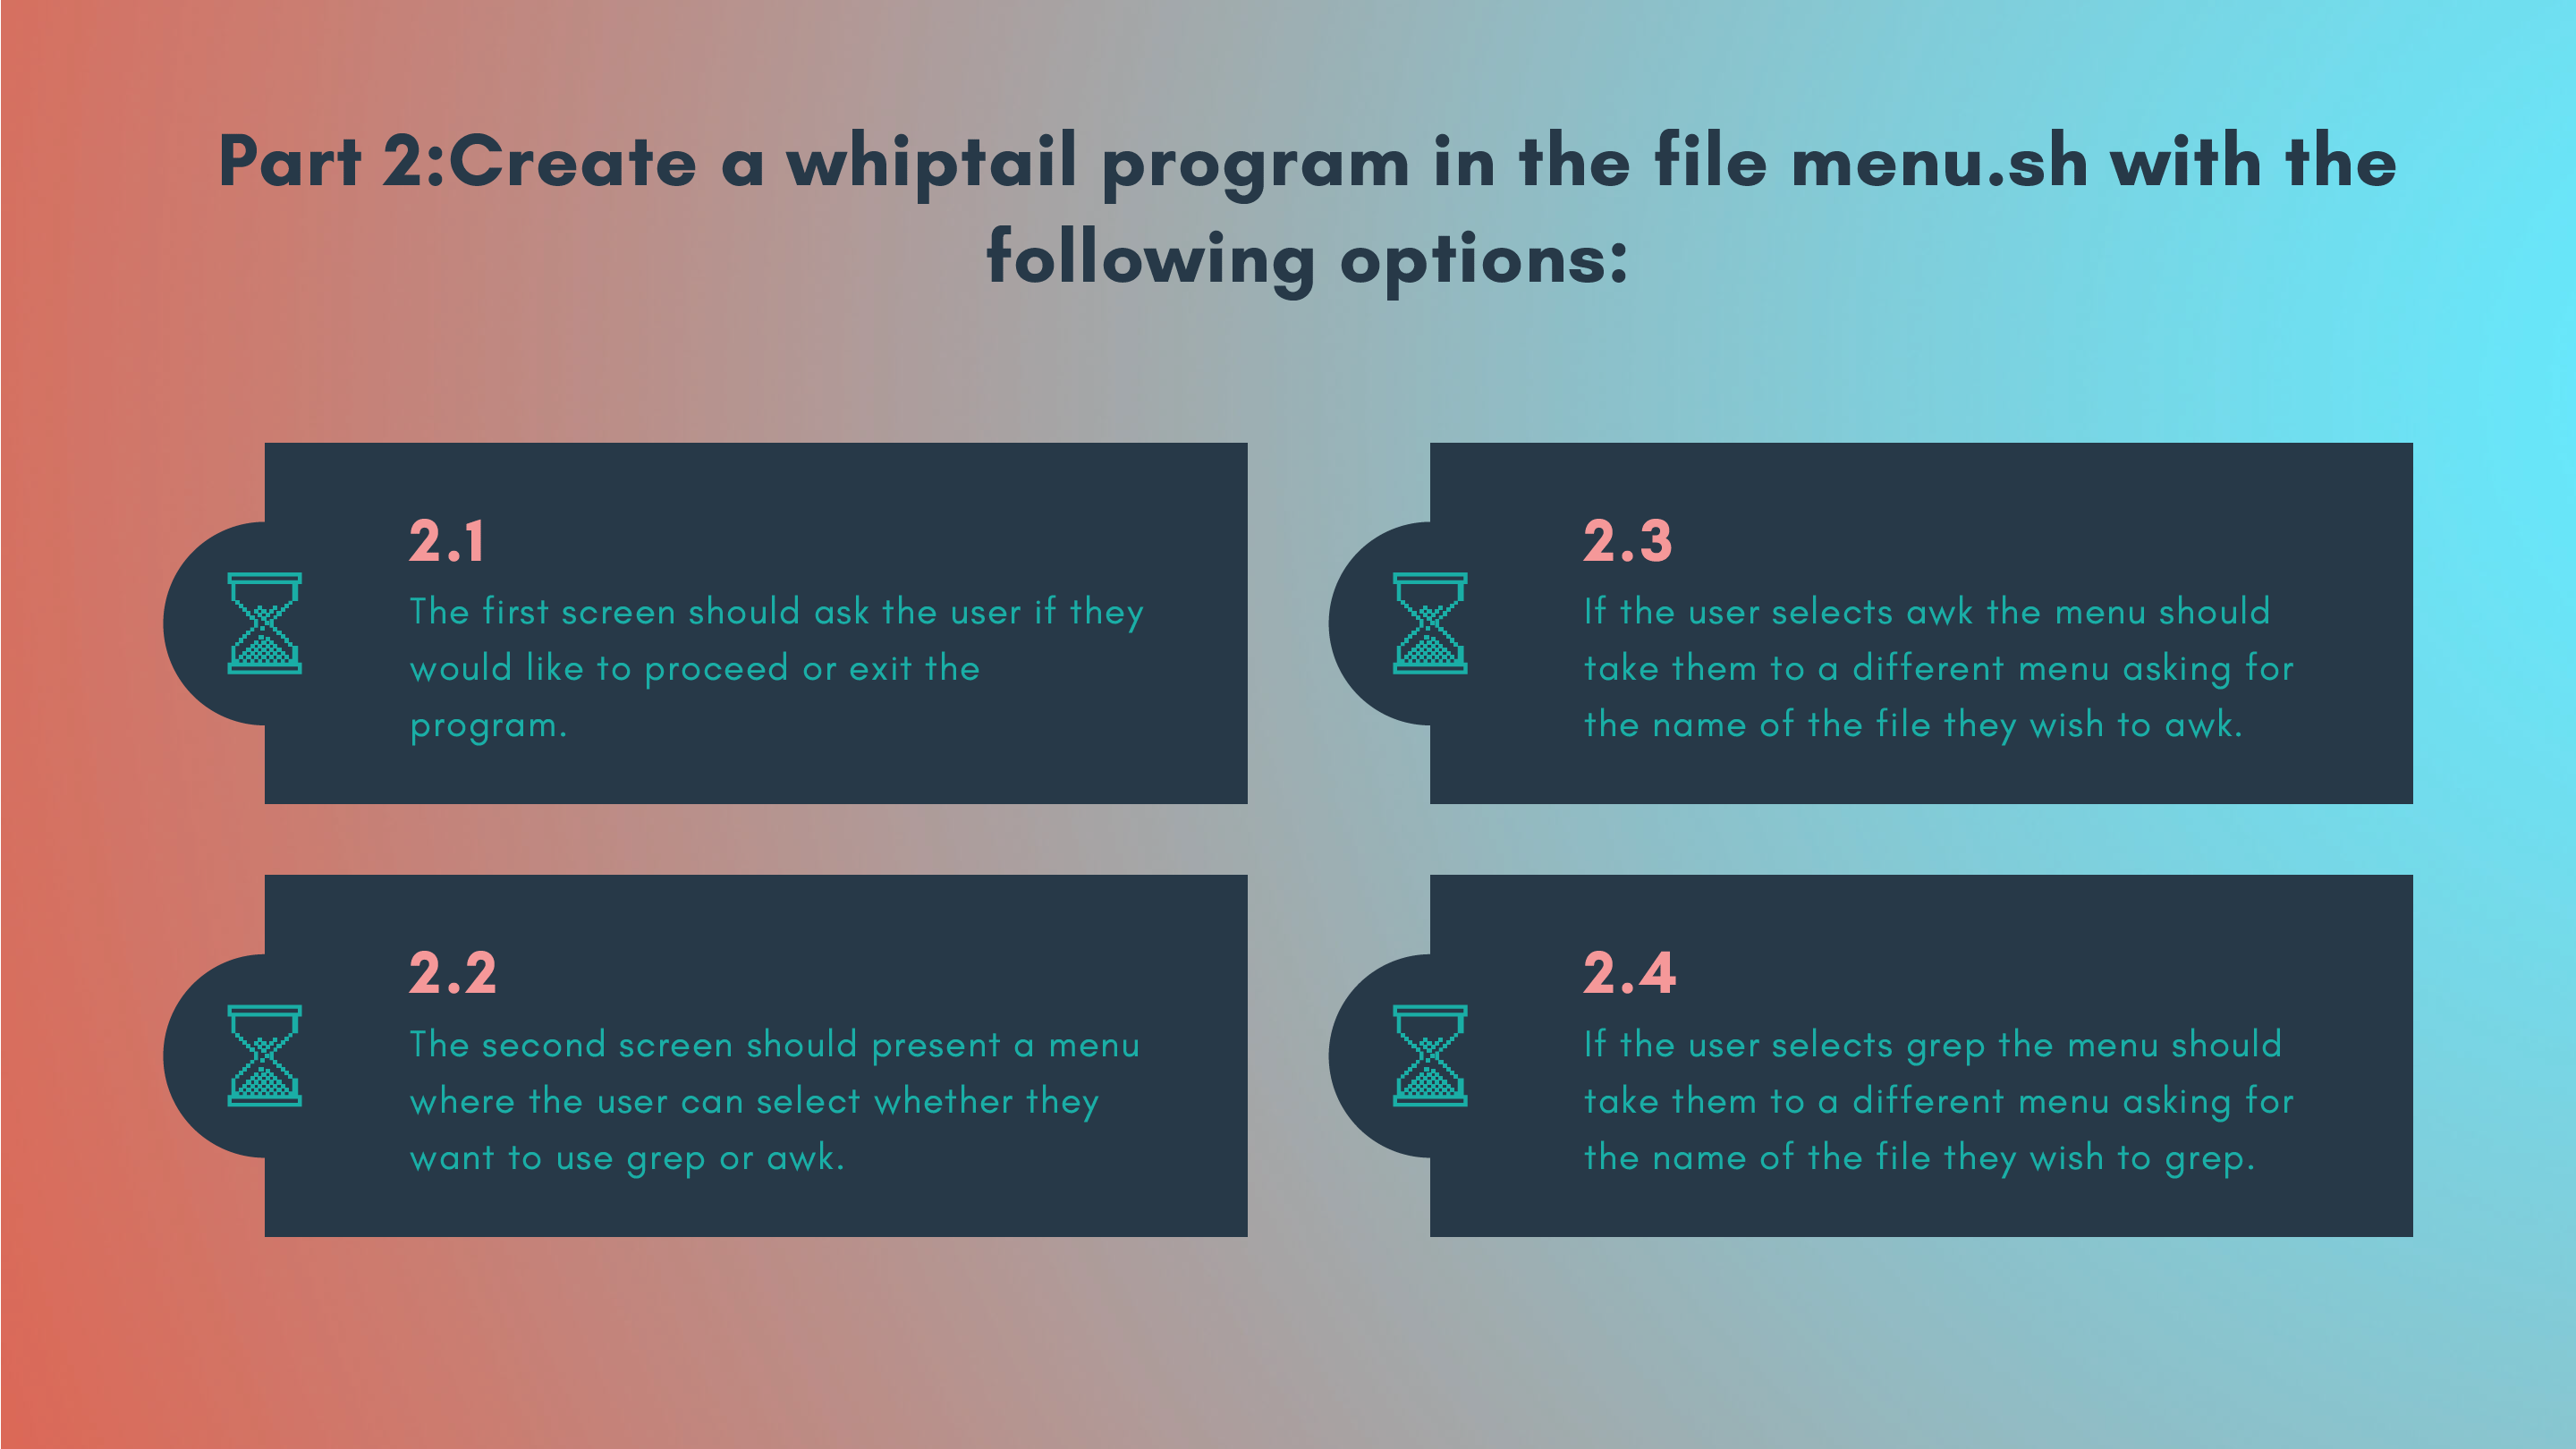 Part 2:Create a whiptail program in the file menu.sh with the
following options:
2.1
The first screen should ask the user if they
would like to proceed or exit the
program.
2.2
The second screen should present a menu
where the user can select whether they
want to use grep or awk.
2.3
If the user selects awk the menu should
take them to a different menu asking for
the name of the file they wish to awk.
2.4
If the user selects grep the menu should
take them to a different menu asking for
the name of the file they wish to grep.